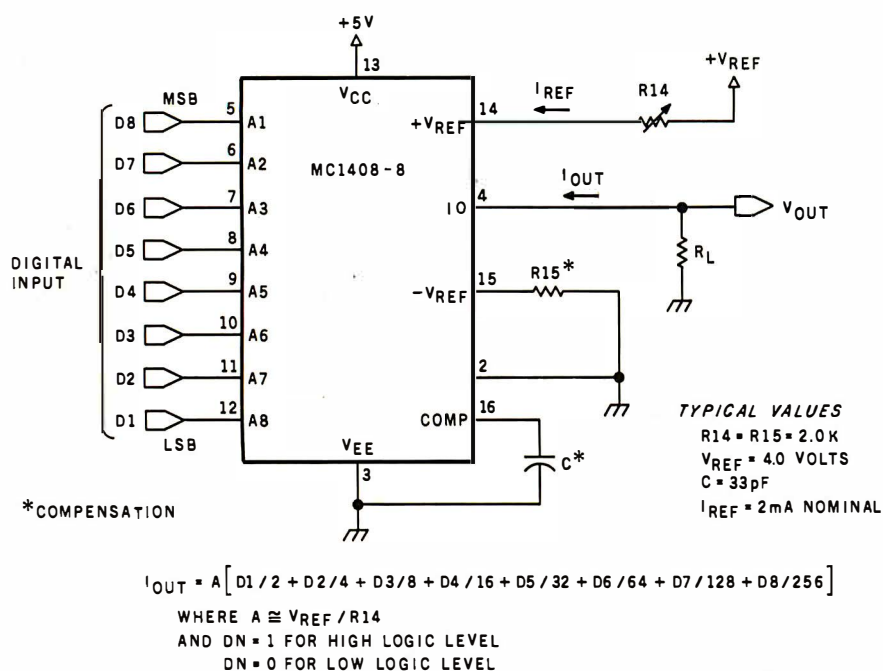 +5V
13
VCC
MSB
D8 5 A1
D7 6 A2
D6 7 A3
D5 8 A4
D4 9 A5
D3 10 A6
D2 11 A7
D1 12 A8
LSB
DIGITAL
INPUT
MC1408-8
+VREF 14
IREF
R14
+VREF
IO 4
IOUT
VOUT
RL
-VREF 15
R15*
2
COMP 16
C*
VEE
3
*COMPENSATION
TYPICAL VALUES
R14 = R15 = 2.0K
VREF = 4.0 VOLTS
C = 33pF
IREF = 2mA NOMINAL
IOUT = A[D1/2 + D2/4 + D3/8 + D4/16 + D5/32 + D6/64 + D7/128 + D8/256]
WHERE A ≅ VREF/R14
AND DN = 1 FOR HIGH LOGIC LEVEL
DN = 0 FOR LOW LOGIC LEVEL